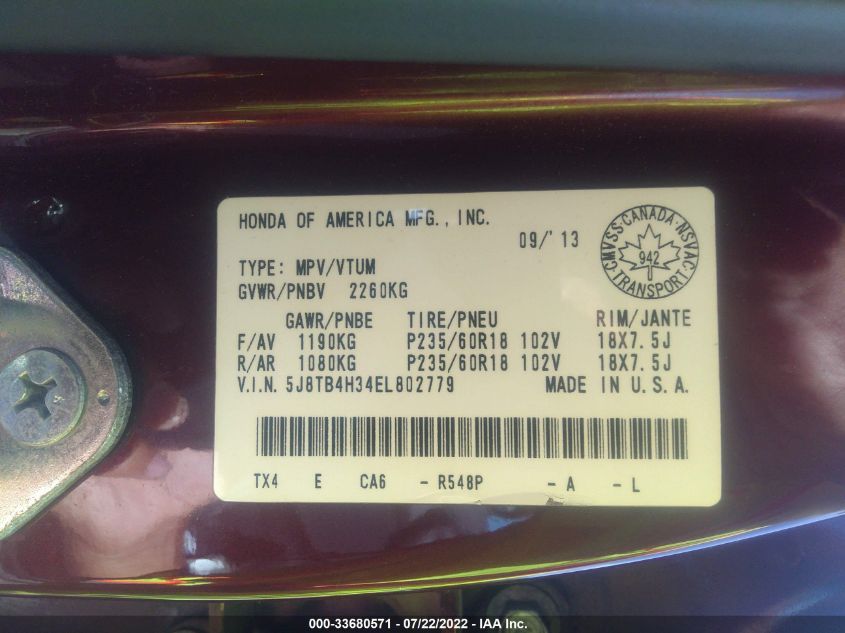 HONDA OF AMERICA MFG., INC.
09/'13
CMVSS·CANADA·NSVAC
942
TRANSPORT
TYPE: MPV/VTUM
GVWR/PNBV 2260KG
GAWR/PNBE TIRE/PNEU RIM/JANTE
F/AV 1190KG P235/60R18 102V 18X7.5J
R/AR 1080KG P235/60R18 102V 18X7.5J
V.I.N. 5J8TB4H34EL802779 MADE IN U.S.A.
TX4 E CA6 - R548P - A - L
000-33680571 / 07/22/2022 - IAA Inc.